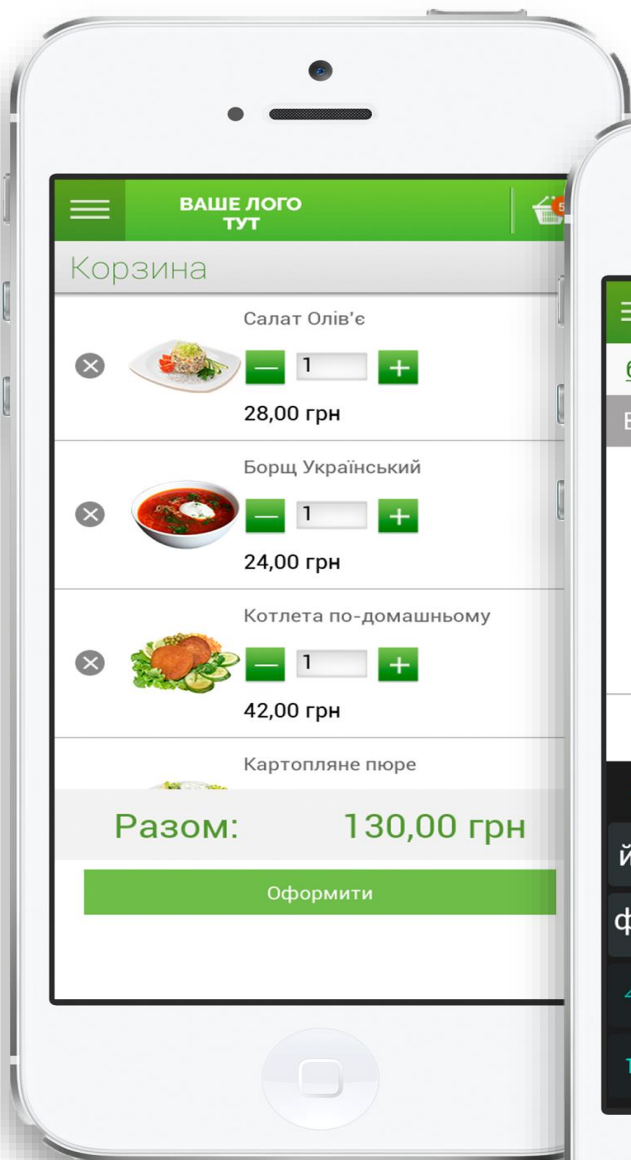 ВАШЕ ЛОГО
ТУТ
5
Корзина
Салат Олів'є
1
28,00 грн
Борщ Український
1
24,00 грн
Котлета по-домашньому
1
42,00 грн
Картопляне пюре
Разом: 130,00 грн
Оформити
й
ф